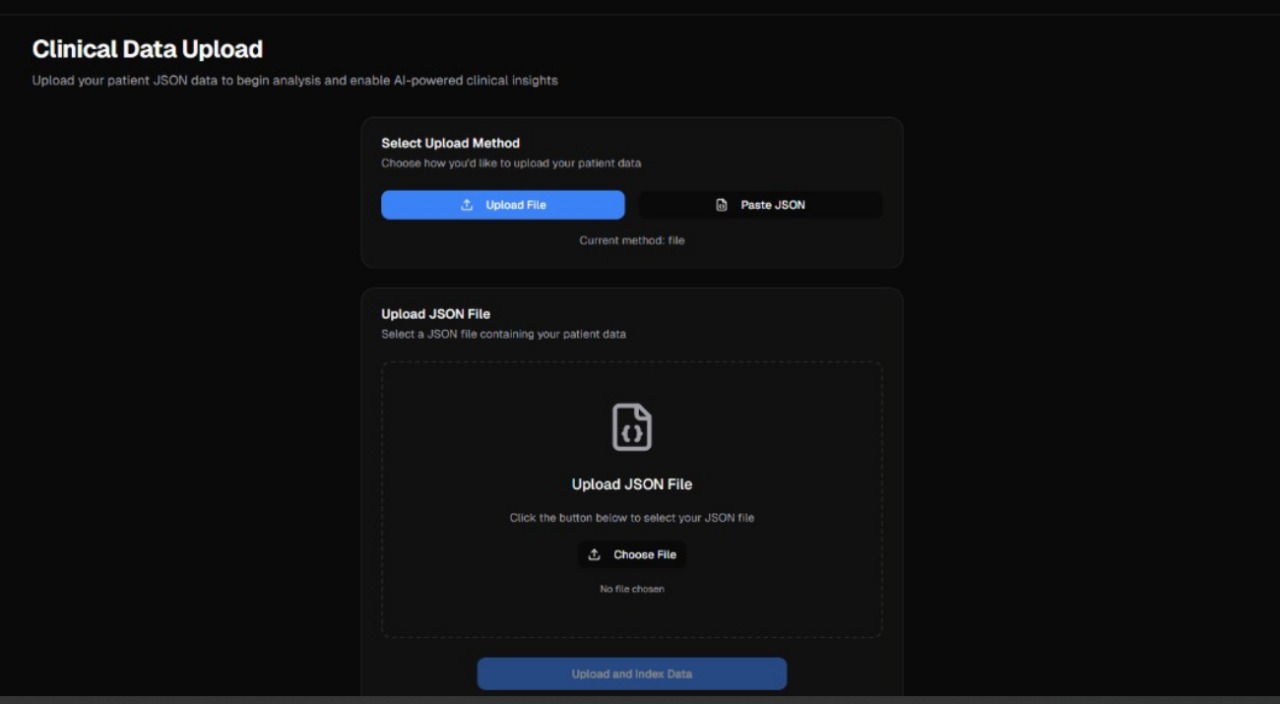 Clinical Data Upload
Upload your patient JSON data to begin analysis and enable AI-powered clinical insights
Select Upload Method
Choose how you'd like to upload your patient data
Upload File
Paste JSON
Current method: file
Upload JSON File
Select a JSON file containing your patient data
Upload JSON File
Click the button below to select your JSON file
Choose File
No file chosen
Upload and Index Data